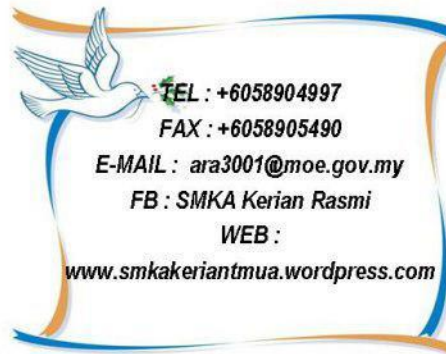 TEL : +6058904997
FAX : +6058905490
E-MAIL : ara3001@moe.gov.my
FB : SMKA Kerian Rasmi
WEB :
www.smkakeriantmua.wordpress.com